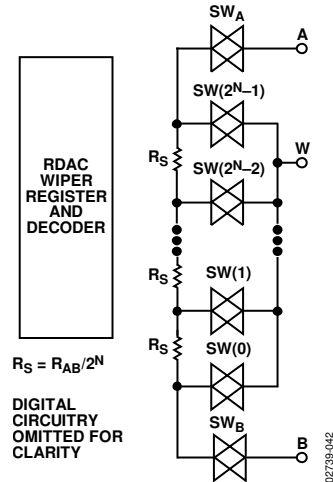 SW_A
A
SW(2^N–1)
RDAC
WIPER
REGISTER
AND
DECODER
R_S
W
SW(2^N–2)
R_S
SW(1)
R_S
SW(0)
R_S = R_AB/2^N
DIGITAL
CIRCUITRY
OMITTED FOR
CLARITY
SW_B
B
02739-042